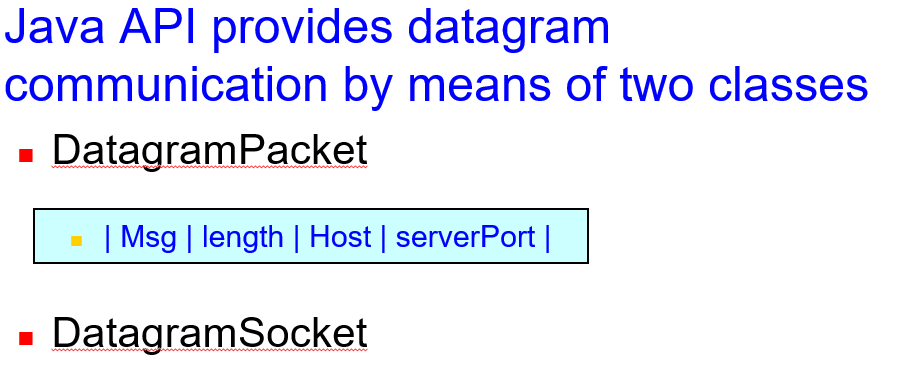 Java API provides datagram
communication by means of two classes
DatagramPacket
| Msg | length | Host | serverPort |
DatagramSocket